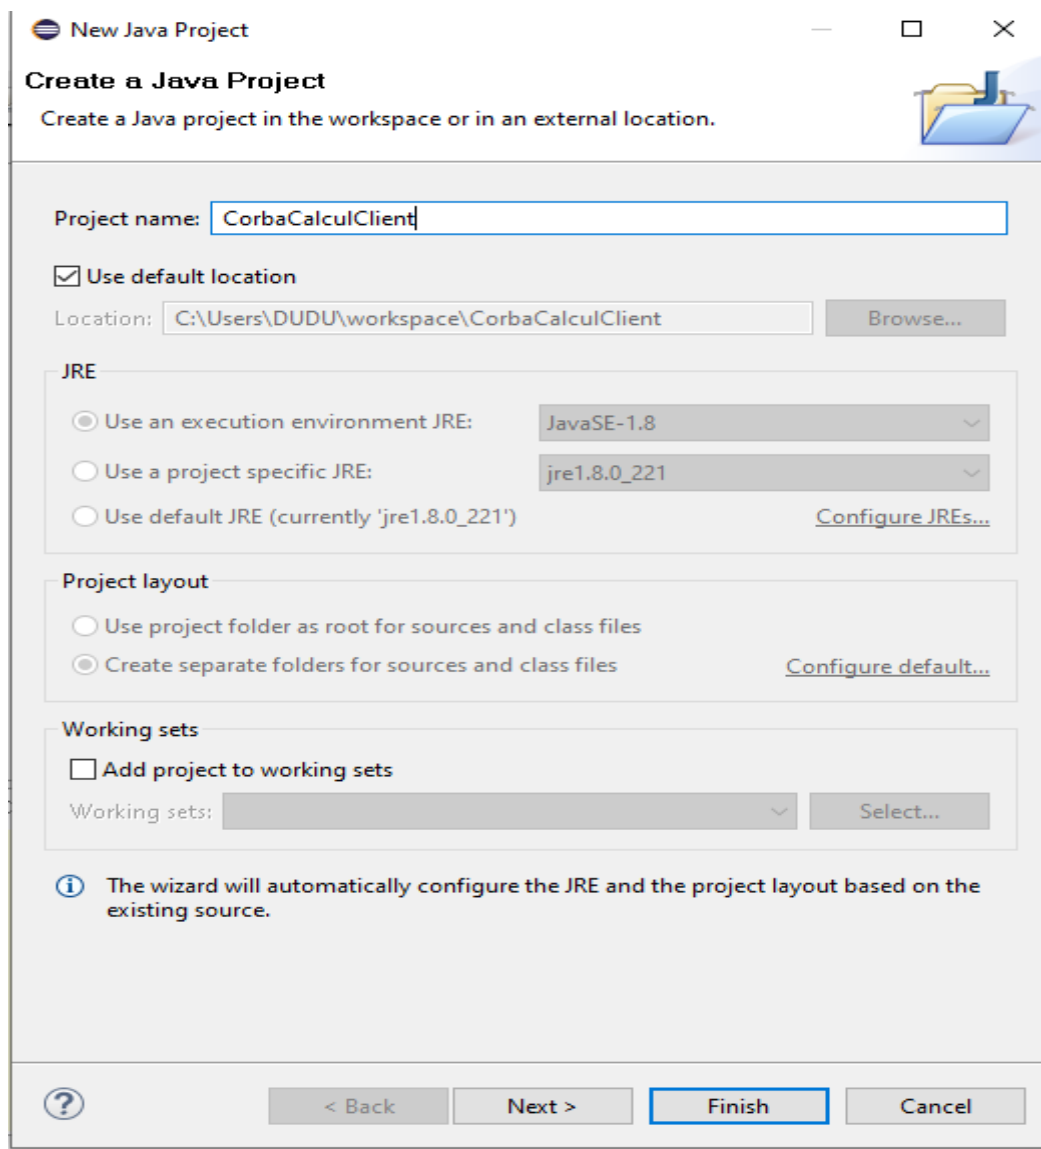 New Java Project
Create a Java Project
Create a Java project in the workspace or in an external location.
Project name: CorbaCalculClient
Use default location
Location: C:\Users\DUDU\workspace\CorbaCalculClient Browse...
JRE
Use an execution environment JRE: JavaSE-1.8
Use a project specific JRE: jre1.8.0_221
Use default JRE (currently 'jre1.8.0_221') Configure JREs...
Project layout
Use project folder as root for sources and class files
Create separate folders for sources and class files Configure default...
Working sets
Add project to working sets
Working sets: Select...
The wizard will automatically configure the JRE and the project layout based on the
existing source.
< Back Next > Finish Cancel